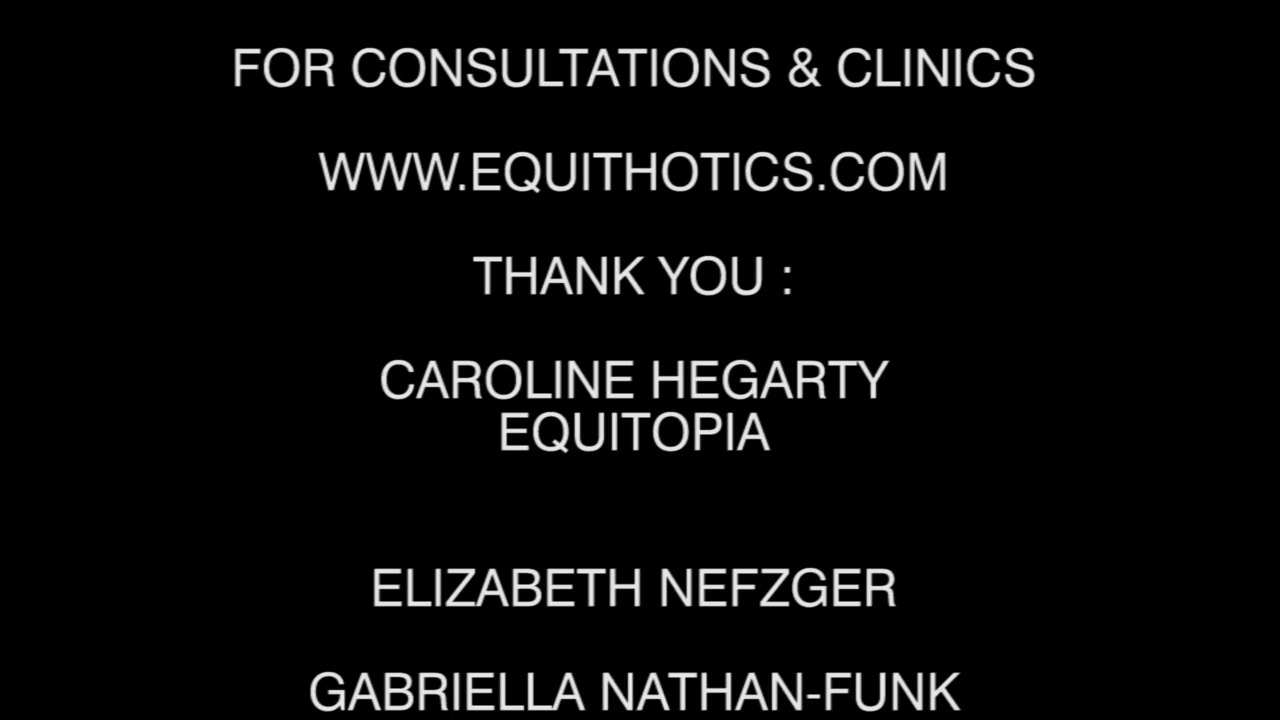 FOR CONSULTATIONS & CLINICS
WWW.EQUITHOTICS.COM
THANK YOU :
CAROLINE HEGARTY
EQUITOPIA
ELIZABETH NEFZGER
GABRIELLA NATHAN-FUNK